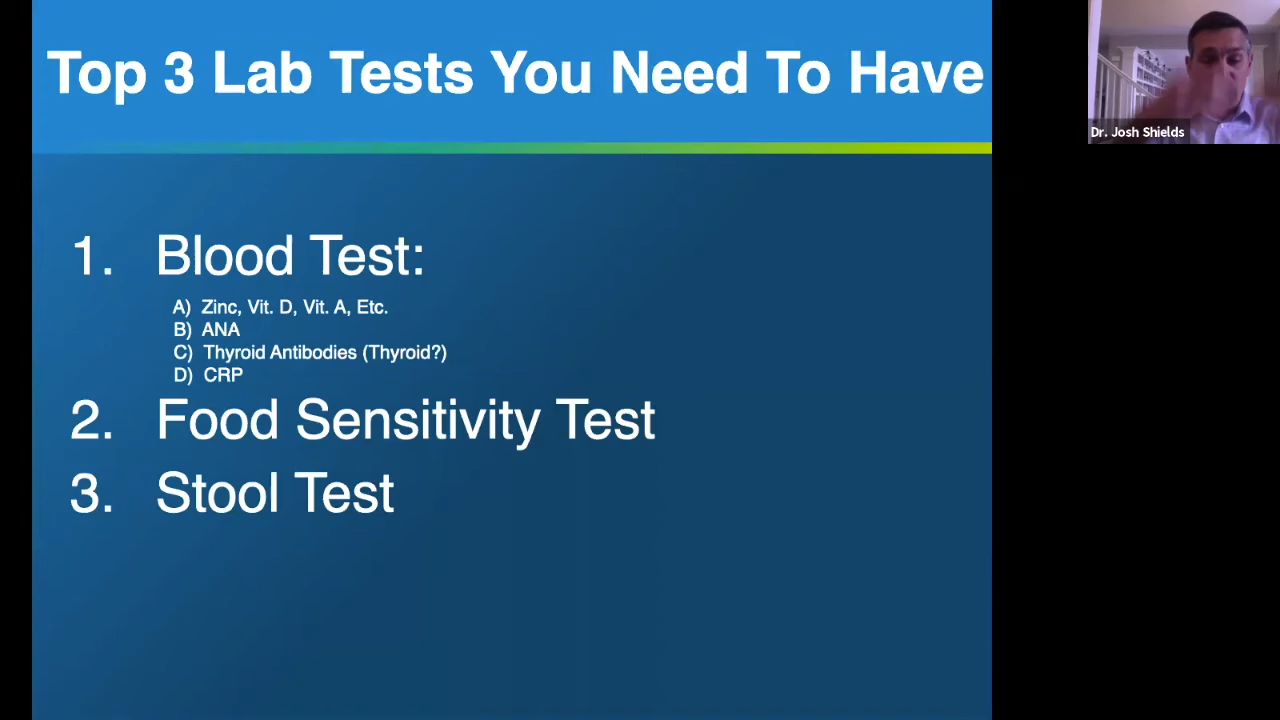 Top 3 Lab Tests You Need To Have
Dr. Josh Shields
1. Blood Test:
A) Zinc, Vit. D, Vit. A, Etc.
B) ANA
C) Thyroid Antibodies (Thyroid?)
D) CRP
2. Food Sensitivity Test
3. Stool Test